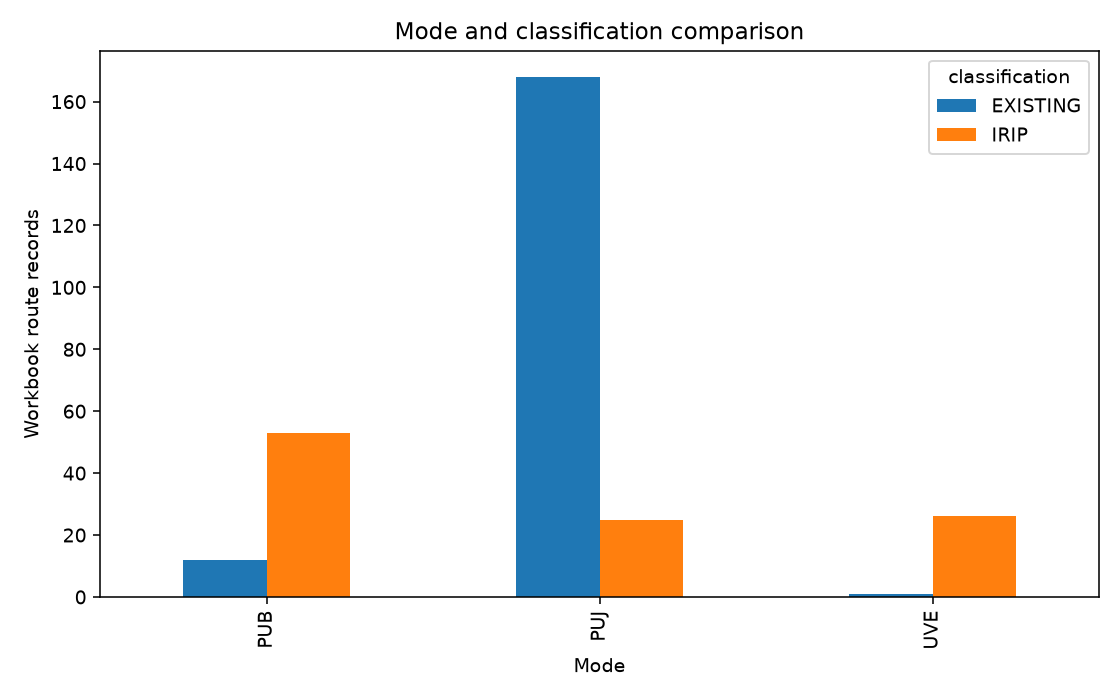 Mode and classification comparison
classification
EXISTING
IRIP
Workbook route records
160
140
120
100
80
60
40
20
0
PUB
PUJ
UVE
Mode